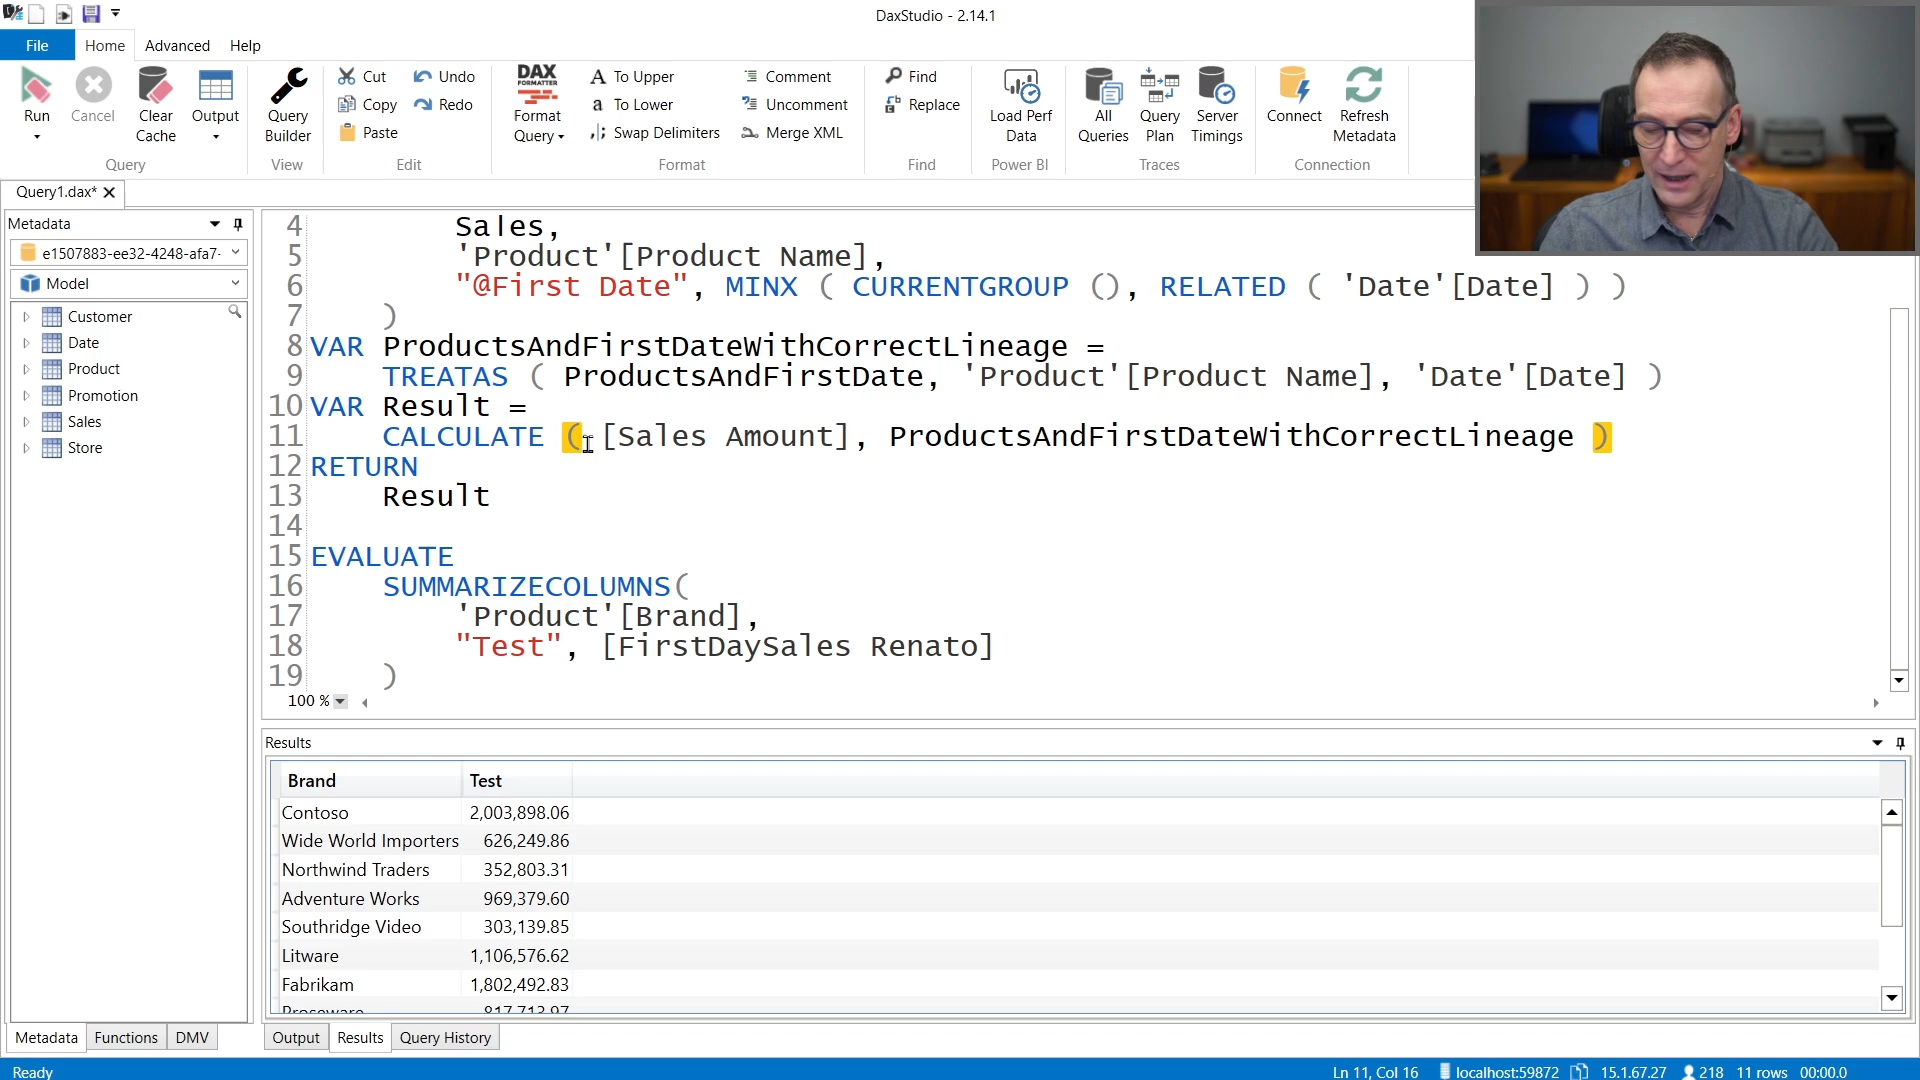 DaxStudio - 2.14.1
File Home Advanced Help
Run
Cancel
Clear Cache
Output
Query
Query Builder
View
Cut
Copy
Paste
Undo
Redo
Edit
DAX
FORMATTER
Format Query
To Upper
To Lower
Swap Delimiters
Comment
Uncomment
Merge XML
Format
Find
Replace
Find
Load Perf Data
Power BI
All Queries
Query Plan
Server Timings
Traces
Connect
Refresh Metadata
Connection
Query1.dax*
Metadata
e1507883-ee32-4248-afa7-
Model
Customer
Date
Product
Promotion
Sales
Store
4 Sales,
5 'Product'[Product Name],
6 "@First Date", MINX ( CURRENTGROUP (), RELATED ( 'Date'[Date] ) )
7 )
8 VAR ProductsAndFirstDateWithCorrectLineage =
9 TREATAS ( ProductsAndFirstDate, 'Product'[Product Name], 'Date'[Date] )
10 VAR Result =
11 CALCULATE ( [Sales Amount], ProductsAndFirstDateWithCorrectLineage )
12 RETURN
13 Result
14
15 EVALUATE
16 SUMMARIZECOLUMNS(
17 'Product'[Brand],
18 "Test", [FirstDaySales Renato]
19 )
100 %
Results
Brand Test
Contoso 2,003,898.06
Wide World Importers 626,249.86
Northwind Traders 352,803.31
Adventure Works 969,379.60
Southridge Video 303,139.85
Litware 1,106,576.62
Fabrikam 1,802,492.83
Proseware 817,713.97
Metadata Functions DMV
Output Results Query History
Ready
Ln 11, Col 16 localhost:59872 15.1.67.27 218 11 rows 00:00.0